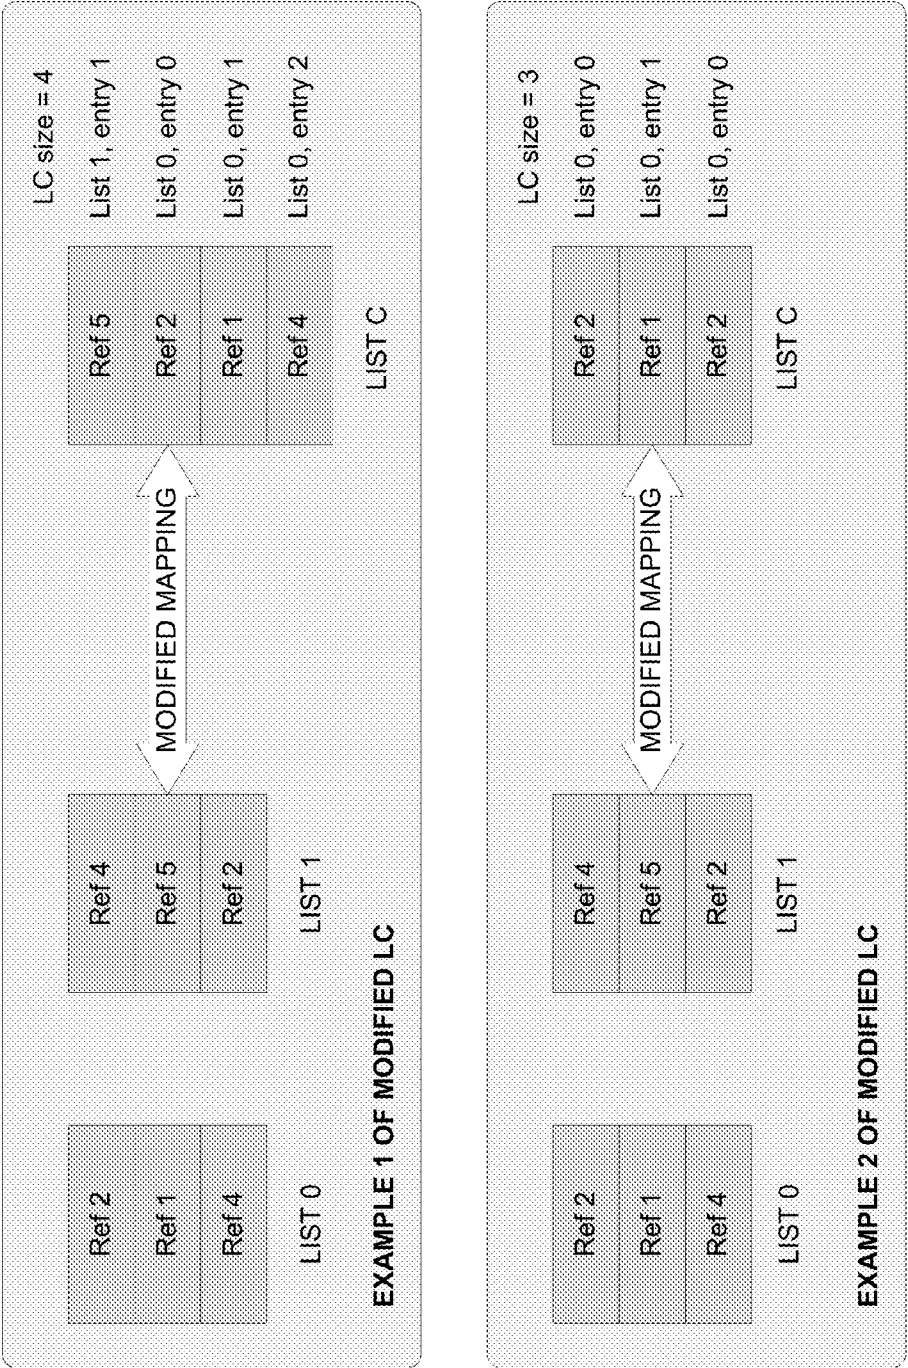 LC size = 4
Ref 2
Ref 1
Ref 4
LIST 0
Ref 4
Ref 5
Ref 2
LIST 1
MODIFIED MAPPING
Ref 5
Ref 2
Ref 1
Ref 4
LIST C
List 1, entry 1
List 0, entry 0
List 0, entry 1
List 0, entry 2
EXAMPLE 1 OF MODIFIED LC
LC size = 3
Ref 2
Ref 1
Ref 4
LIST 0
Ref 4
Ref 5
Ref 2
LIST 1
MODIFIED MAPPING
Ref 2
Ref 1
Ref 2
LIST C
List 0, entry 0
List 0, entry 1
List 0, entry 0
EXAMPLE 2 OF MODIFIED LC